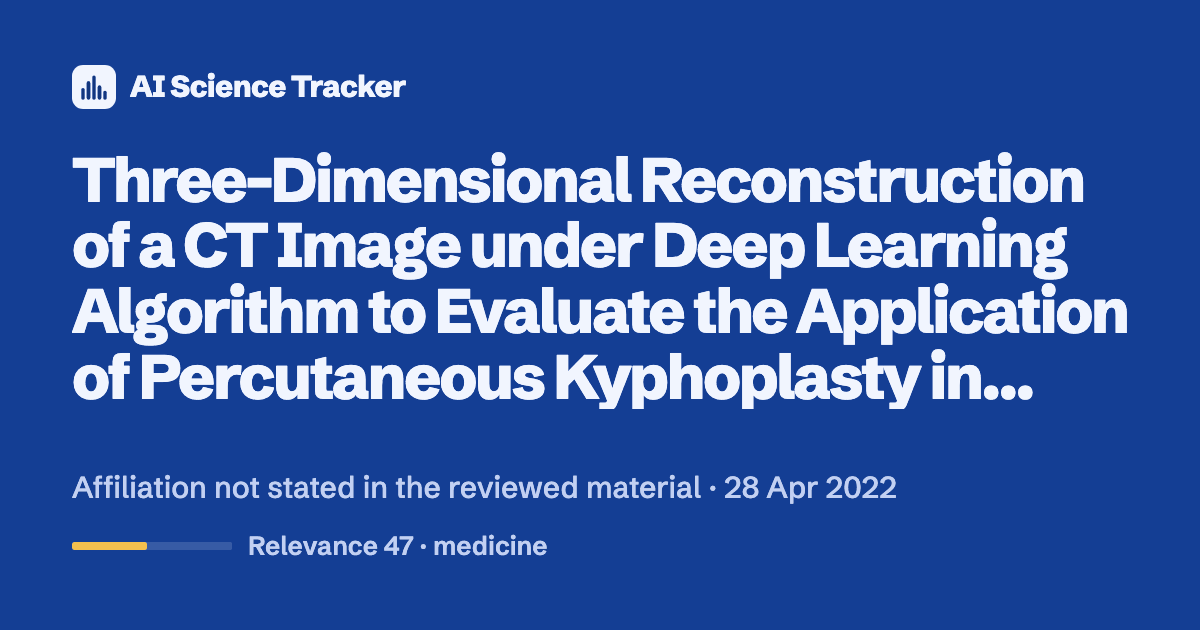 AI Science Tracker
Three-Dimensional Reconstruction
of a CT Image under Deep Learning
Algorithm to Evaluate the Application
of Percutaneous Kyphoplasty in...
Affiliation not stated in the reviewed material · 28 Apr 2022
Relevance 47 · medicine